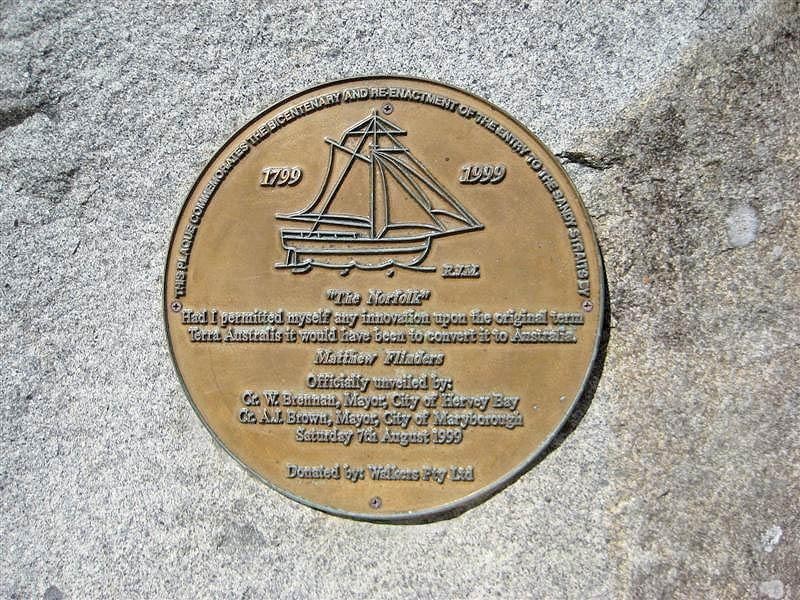 THIS PLAQUE COMMEMORATES THE BICENTENARY AND RE-ENACTMENT OF THE ENTRY TO THE SANDY STRAITS BY
1799 1999
R.J.M.
"The Norfolk"
Had I permitted myself any innovation upon the original term
Terra Australis it would have been to convert it to Australia.
Matthew Flinders
Officially unveiled by:
Cr. W. Brennan, Mayor, City of Hervey Bay
Cr. A.J. Brown, Mayor, City of Maryborough
Saturday 7th August 1999
Donated by: Walkers Pty Ltd